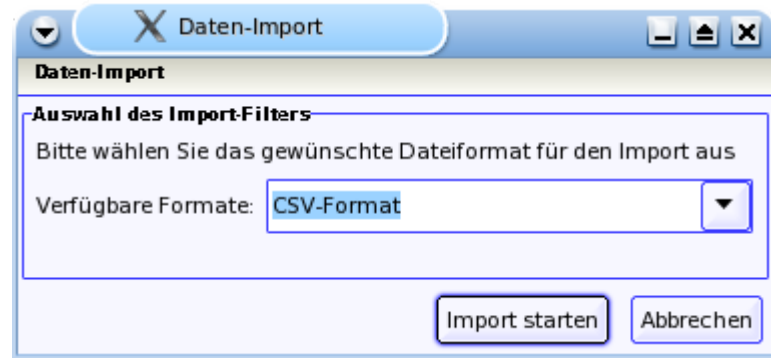 Daten-Import
Daten-Import
Auswahl des Import-Filters
Bitte wählen Sie das gewünschte Dateiformat für den Import aus
Verfügbare Formate: CSV-Format
Import starten Abbrechen